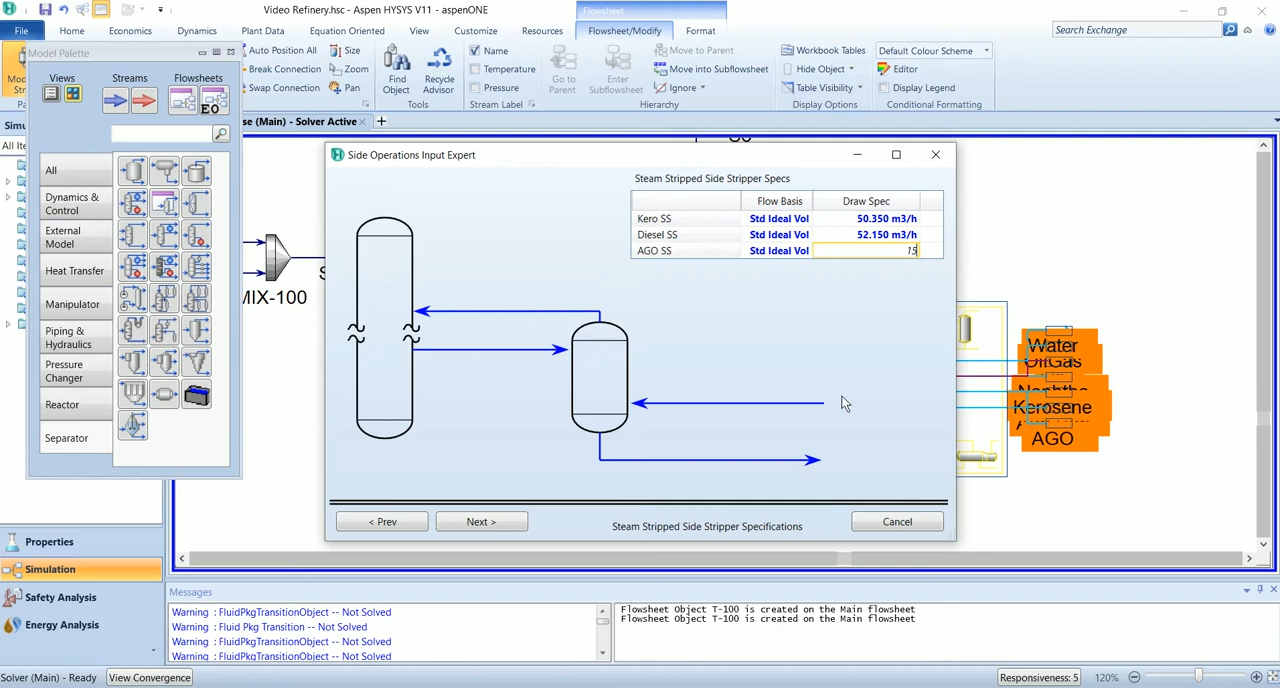 Video Refinery.hsc - Aspen HYSYS V11 - aspenONE
Flowsheet
File Home Economics Dynamics Plant Data Equation Oriented View Customize Resources Flowsheet/Modify Format
Search Exchange
Auto Position All
Break Connection
Swap Connection
Size
Zoom
Pan
Find Object
Recycle Advisor
Tools
Name
Temperature
Pressure
Stream Label
Go to Parent
Enter Subflowsheet
Move to Parent
Move into Subflowsheet
Ignore
Hierarchy
Workbook Tables
Hide Object
Table Visibility
Display Options
Default Colour Scheme
Editor
Display Legend
Conditional Formatting
Model Palette
Views Streams Flowsheets
EO
All
Dynamics & Control
External Model
Heat Transfer
Manipulator
Piping & Hydraulics
Pressure Changer
Reactor
Separator
se (Main) - Solver Active
MIX-100
Side Operations Input Expert
Steam Stripped Side Stripper Specs
Flow Basis Draw Spec
Kero SS Std Ideal Vol 50.350 m3/h
Diesel SS Std Ideal Vol 52.150 m3/h
AGO SS Std Ideal Vol 15
< Prev
Next >
Steam Stripped Side Stripper Specifications
Cancel
Water
OffGas
Naphtha
Kerosene
AGO
Properties
Simulation
Safety Analysis
Energy Analysis
Messages
Warning : FluidPkgTransitionObject -- Not Solved
Warning : Fluid Pkg Transition -- Not Solved
Warning : FluidPkgTransitionObject -- Not Solved
Warning : FluidPkgTransitionObject -- Not Solved
Flowsheet Object T-100 is created on the Main flowsheet
Flowsheet Object T-100 is created on the Main flowsheet
Solver (Main) - Ready
View Convergence
Responsiveness: 5
120%